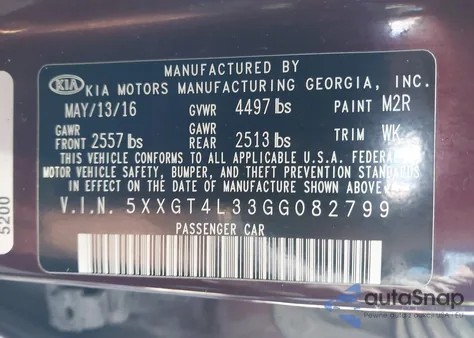 MANUFACTURED BY
KIA KIA MOTORS MANUFACTURING GEORGIA, INC.
MAY/13/16 GVWR 4497 lbs PAINT M2R
GAWR FRONT 2557 lbs GAWR REAR 2513 lbs TRIM WK
THIS VEHICLE CONFORMS TO ALL APPLICABLE U.S.A. FEDERAL
MOTOR VEHICLE SAFETY, BUMPER, AND THEFT PREVENTION STANDARDS
IN EFFECT ON THE DATE OF MANUFACTURE SHOWN ABOVE.
V.I.N. 5XXGT4L33GG082799
PASSENGER CAR
5200
autaSnap